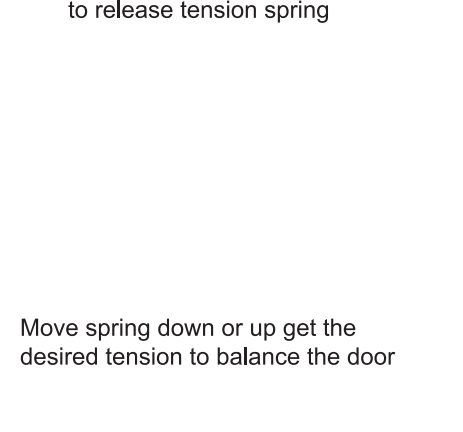 to release tension spring
Move spring down or up get the
desired tension to balance the door